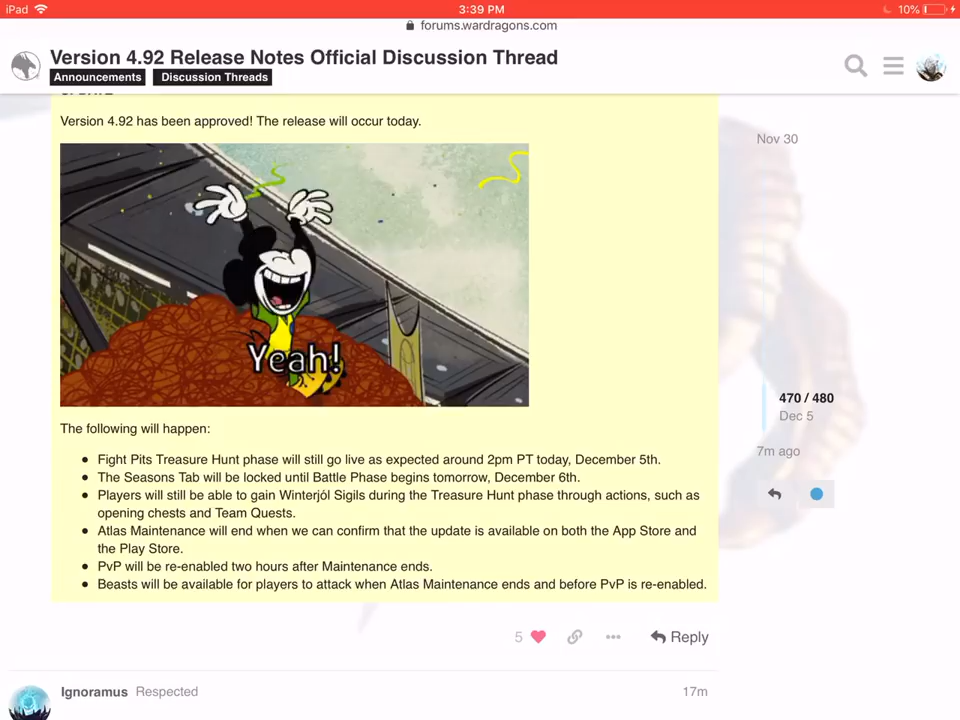 iPad 3:39 PM 10%
forums.wardragons.com
Version 4.92 Release Notes Official Discussion Thread
Announcements Discussion Threads
Version 4.92 has been approved! The release will occur today.
Nov 30
Yeah!
470 / 480
Dec 5
The following will happen:
7m ago
Fight Pits Treasure Hunt phase will still go live as expected around 2pm PT today, December 5th.
The Seasons Tab will be locked until Battle Phase begins tomorrow, December 6th.
Players will still be able to gain Winterjól Sigils during the Treasure Hunt phase through actions, such as
opening chests and Team Quests.
Atlas Maintenance will end when we can confirm that the update is available on both the App Store and
the Play Store.
PvP will be re-enabled two hours after Maintenance ends.
Beasts will be available for players to attack when Atlas Maintenance ends and before PvP is re-enabled.
5 Reply
Ignoramus Respected 17m